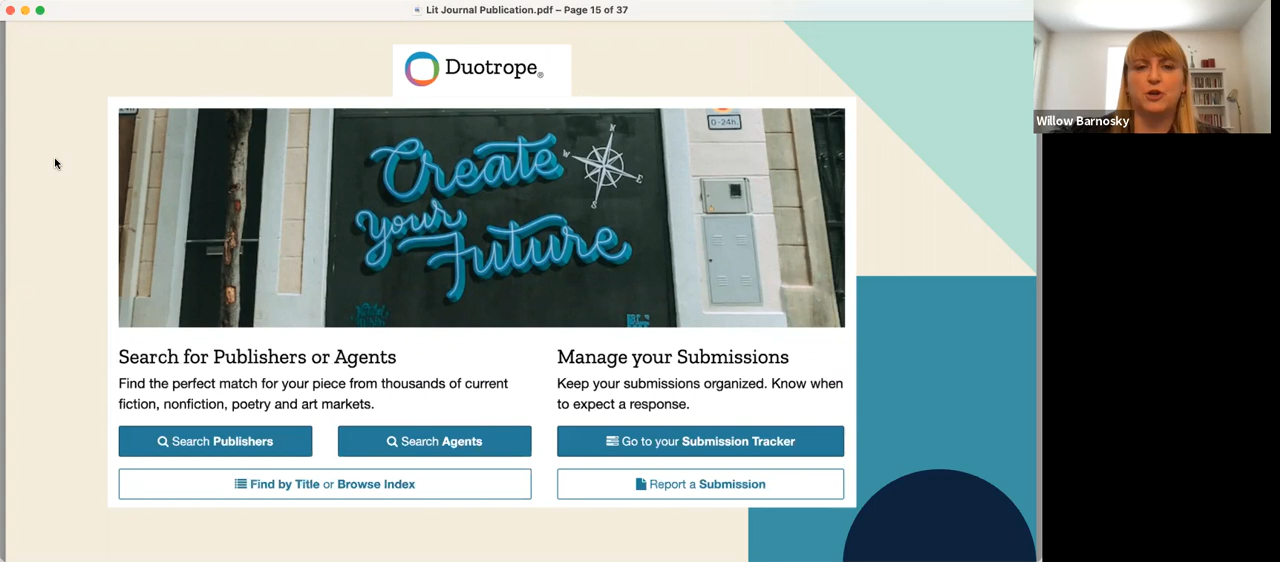 Lit Journal Publication.pdf – Page 15 of 37
Duotrope®
Willow Barnosky
0-24h.
Create
your
Future
N
W
E
S
Search for Publishers or Agents
Find the perfect match for your piece from thousands of current
fiction, nonfiction, poetry and art markets.
Search Publishers
Search Agents
Find by Title or Browse Index
Manage your Submissions
Keep your submissions organized. Know when
to expect a response.
Go to your Submission Tracker
Report a Submission